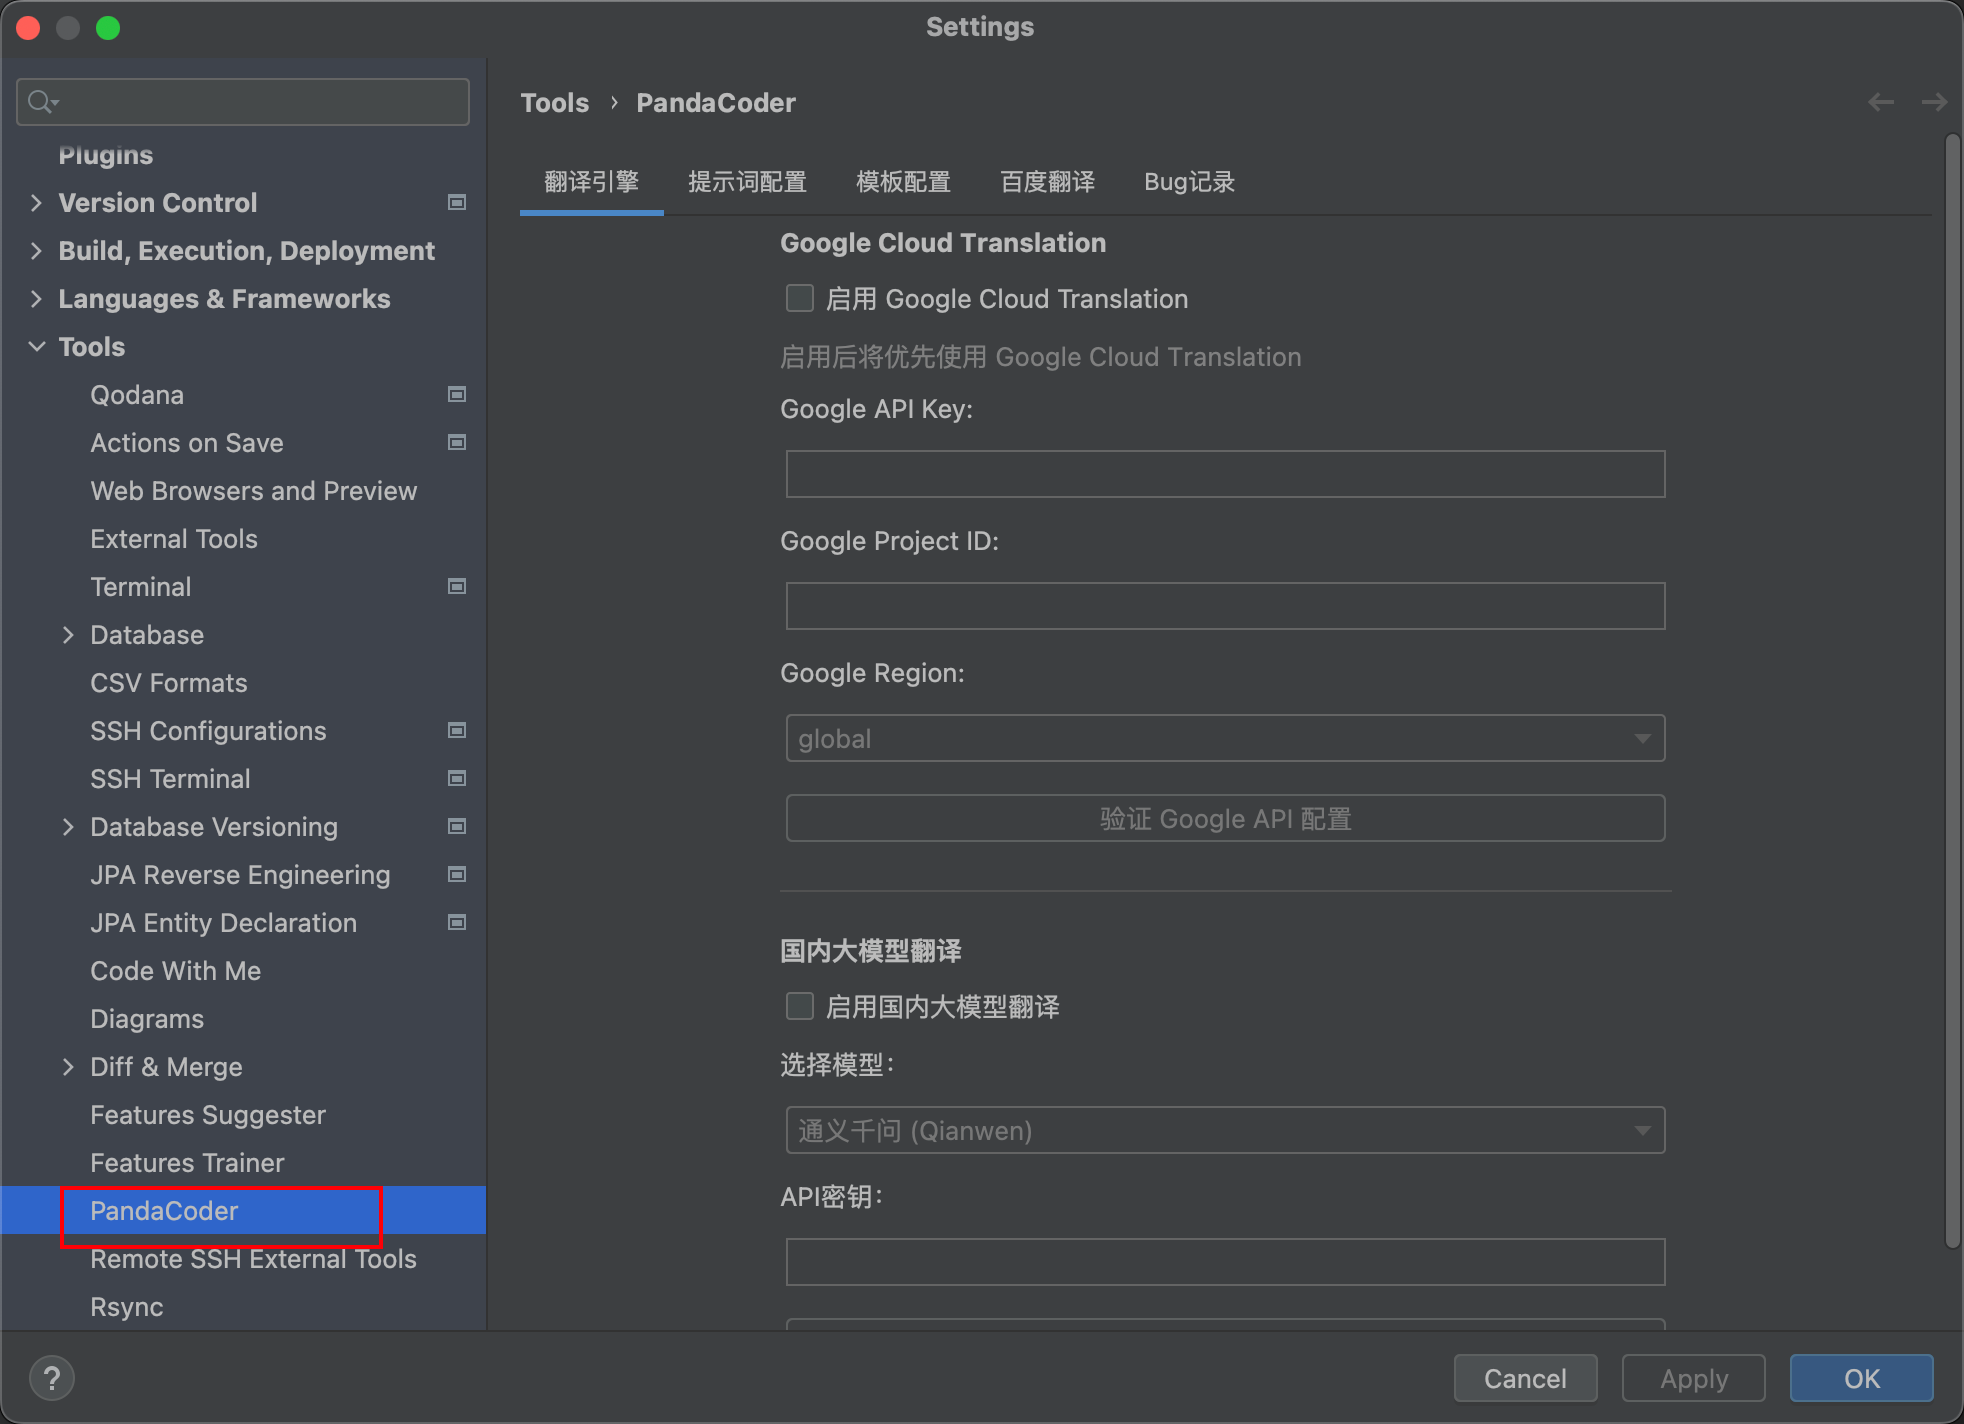 Settings
Plugins
Version Control
Build, Execution, Deployment
Languages & Frameworks
Tools
Qodana
Actions on Save
Web Browsers and Preview
External Tools
Terminal
Database
CSV Formats
SSH Configurations
SSH Terminal
Database Versioning
JPA Reverse Engineering
JPA Entity Declaration
Code With Me
Diagrams
Diff & Merge
Features Suggester
Features Trainer
PandaCoder
Remote SSH External Tools
Rsync
Tools › PandaCoder
翻译引擎 提示词配置 模板配置 百度翻译 Bug记录
Google Cloud Translation
启用 Google Cloud Translation
启用后将优先使用 Google Cloud Translation
Google API Key:
Google Project ID:
Google Region:
global
验证 Google API 配置
国内大模型翻译
启用国内大模型翻译
选择模型:
通义千问 (Qianwen)
API密钥:
?
Cancel Apply OK